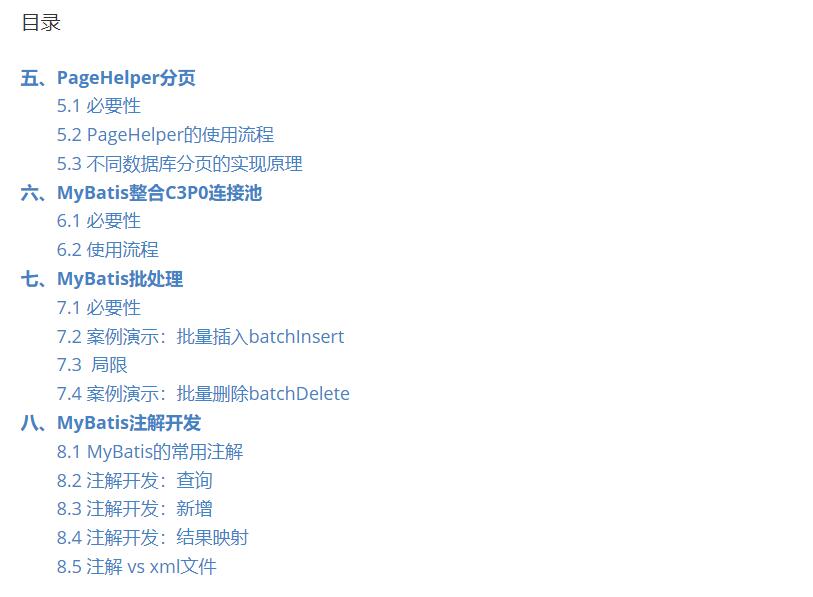 目录
五、PageHelper分页
5.1 必要性
5.2 PageHelper的使用流程
5.3 不同数据库分页的实现原理
六、MyBatis整合C3P0连接池
6.1 必要性
6.2 使用流程
七、MyBatis批处理
7.1 必要性
7.2 案例演示：批量插入batchInsert
7.3 局限
7.4 案例演示：批量删除batchDelete
八、MyBatis注解开发
8.1 MyBatis的常用注解
8.2 注解开发：查询
8.3 注解开发：新增
8.4 注解开发：结果映射
8.5 注解 vs xml文件